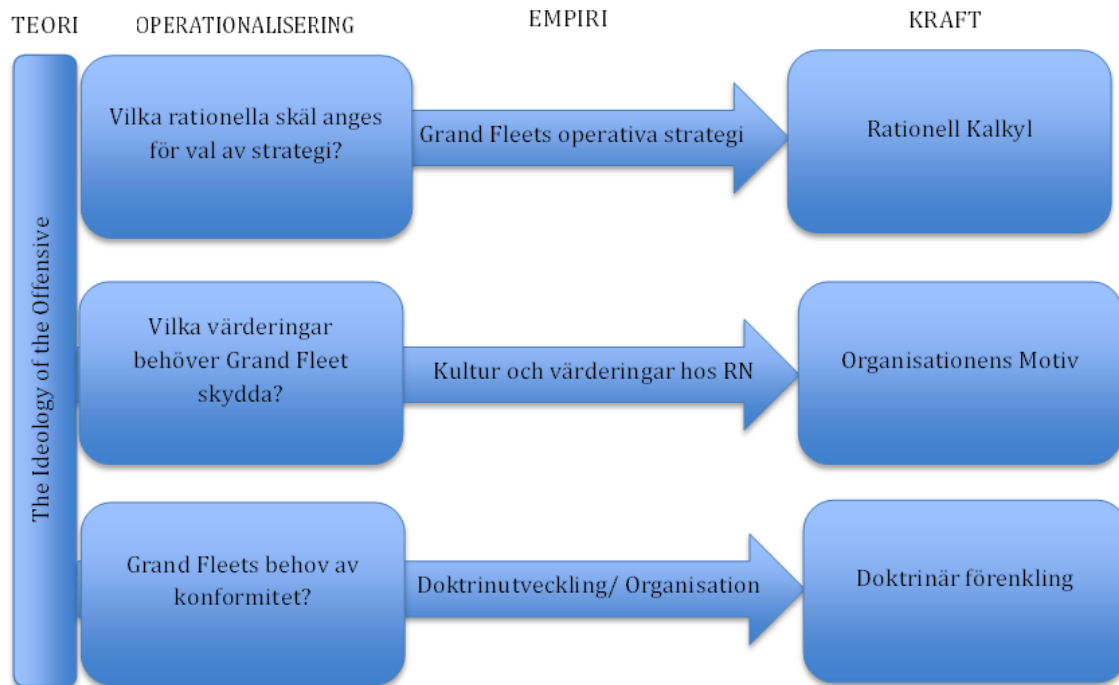 TEORI
OPERATIONALISERING
EMPIRI
KRAFT
The Ideology of the Offensive
Vilka rationella skäl anges
för val av strategi?
Grand Fleets operativa strategi
Rationell Kalkyl
Vilka värderingar
behöver Grand Fleet
skydda?
Kultur och värderingar hos RN
Organisationens Motiv
Grand Fleets behov av
konformitet?
Doktrinutveckling/ Organisation
Doktrinär förenkling